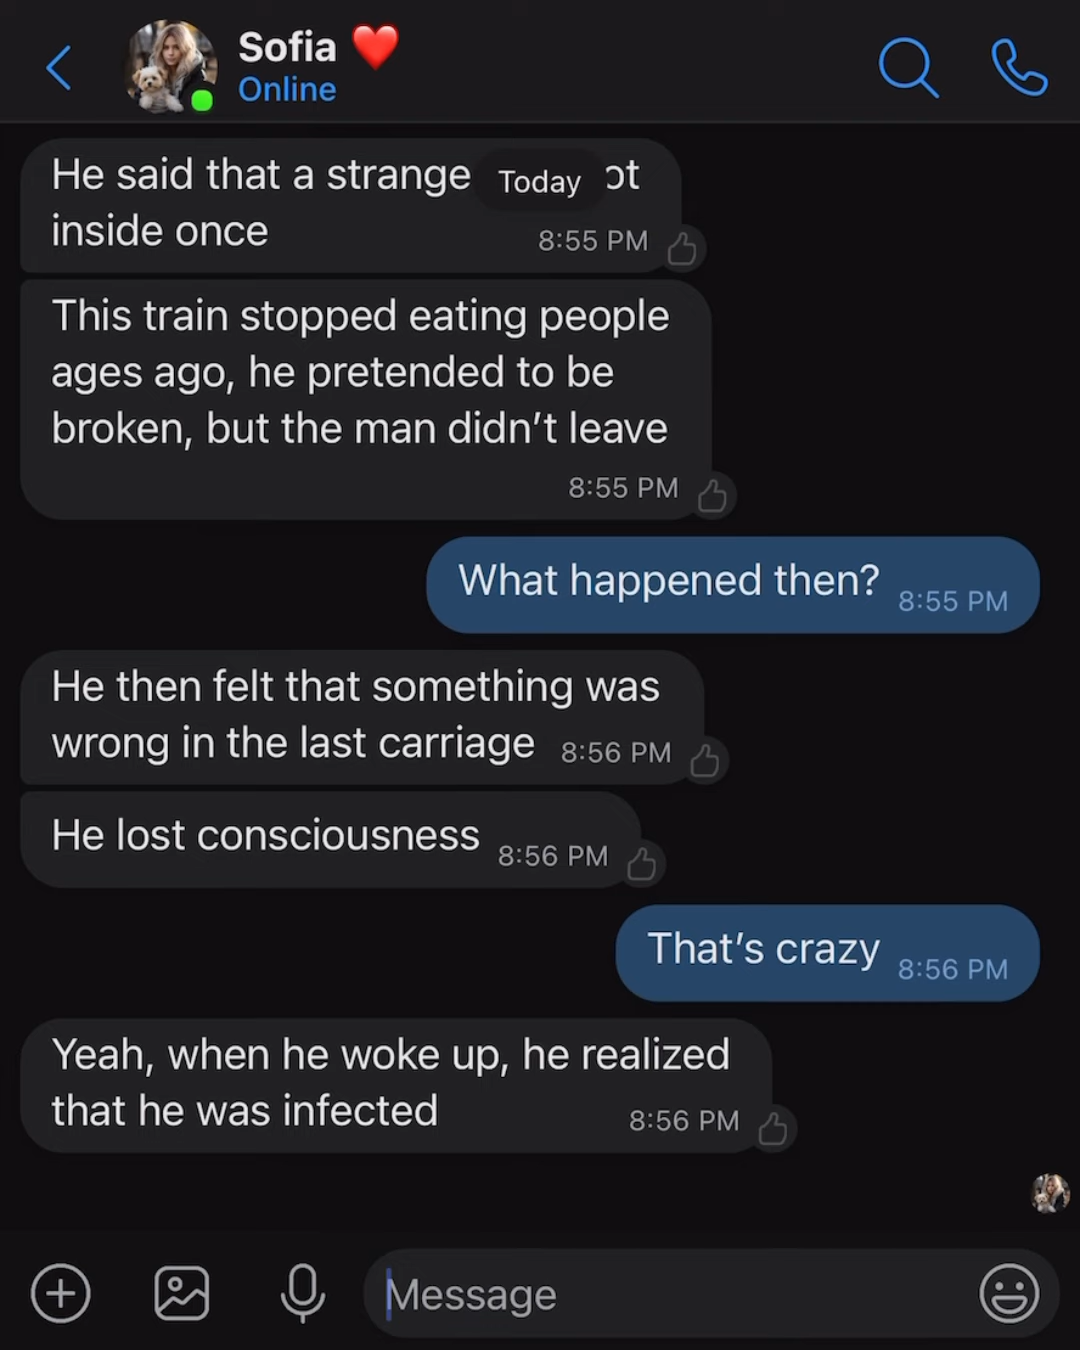 Sofia ❤️
Online
He said that a strange ot
Today
inside once
8:55 PM
This train stopped eating people
ages ago, he pretended to be
broken, but the man didn’t leave
8:55 PM
What happened then? 8:55 PM
He then felt that something was
wrong in the last carriage 8:56 PM
He lost consciousness 8:56 PM
That’s crazy 8:56 PM
Yeah, when he woke up, he realized
that he was infected 8:56 PM
Message